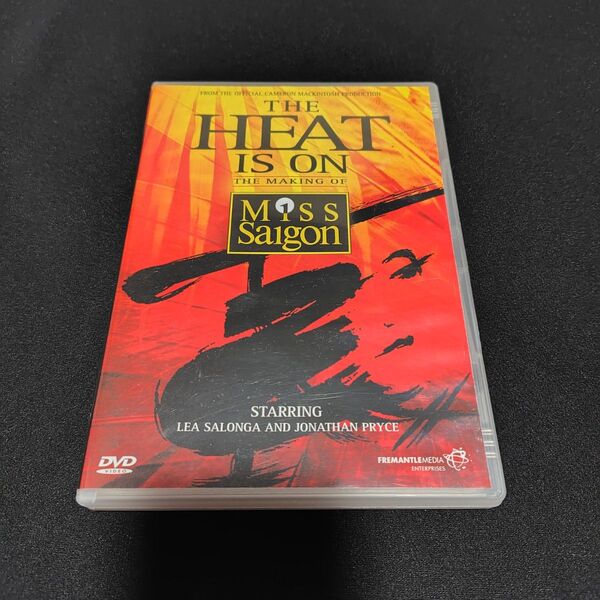 FROM THE OFFICIAL CAMERON MACKINTOSH PRODUCTION
THE
HEAT
IS ON
THE MAKING OF
MISS
Saigon
STARRING
LEA SALONGA AND JONATHAN PRYCE
DVD
VIDEO
FREMANTLEMEDIA
ENTERPRISES